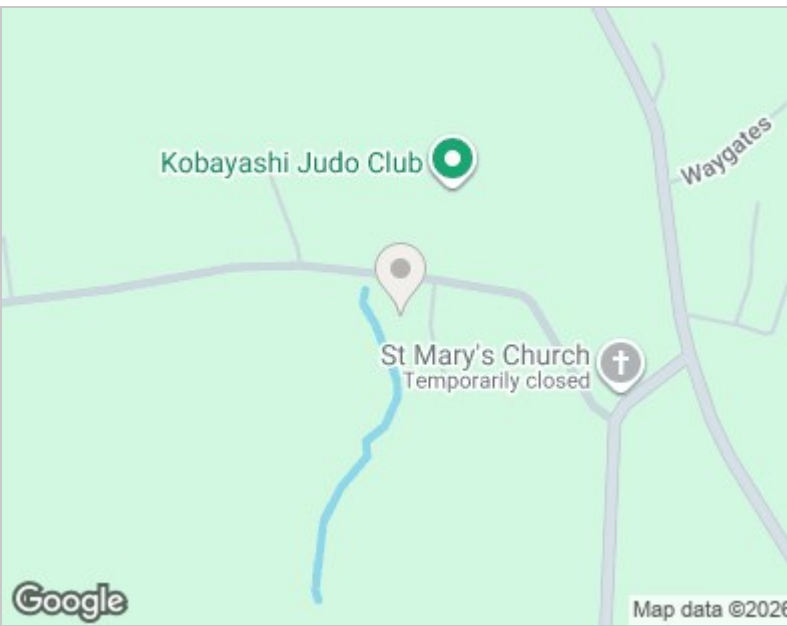 Kobayashi Judo Club
Waygates
St Mary's Church
Temporarily closed
Google
Map data ©2026